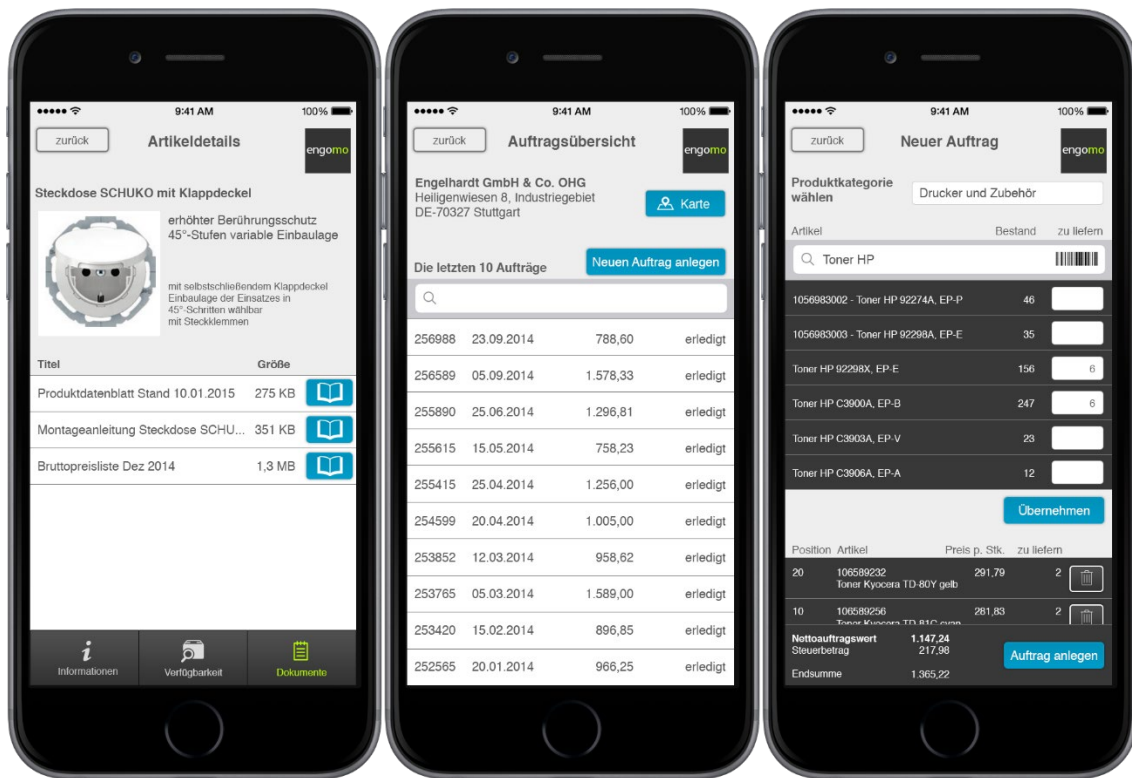 9:41 AM
100%
zurück
Artikeldetails
engomo
Steckdose SCHUKO mit Klappdeckel
erhöhter Berührungsschutz
45°-Stufen variable Einbaulage
mit selbstschließendem Klappdeckel
Einbaulage der Einsatzes in
45°-Schritten wählbar
mit Steckklemmen
Titel Größe
Produktdatenblatt Stand 10.01.2015 275 KB
Montageanleitung Steckdose SCHU... 351 KB
Bruttopreisliste Dez 2014 1,3 MB
Informationen
Verfügbarkeit
Dokumente
9:41 AM
100%
zurück
Auftragsübersicht
engomo
Engelhardt GmbH & Co. OHG
Heiligenwiesen 8, Industriegebiet
DE-70327 Stuttgart
Karte
Die letzten 10 Aufträge
Neuen Auftrag anlegen
256988 23.09.2014 788,60 erledigt
256589 05.09.2014 1.578,33 erledigt
255890 25.06.2014 1.296,81 erledigt
255615 15.05.2014 758,23 erledigt
255415 25.04.2014 1.256,00 erledigt
254599 20.04.2014 1.005,00 erledigt
253852 12.03.2014 958,62 erledigt
253765 05.03.2014 1.589,00 erledigt
253420 15.02.2014 896,85 erledigt
252565 20.01.2014 966,25 erledigt
9:41 AM
100%
zurück
Neuer Auftrag
engomo
Produktkategorie
wählen
Drucker und Zubehör
Artikel Bestand zu liefern
Toner HP
1056983002 - Toner HP 92274A, EP-P 46
1056983003 - Toner HP 92298A, EP-E 35
Toner HP 92298X, EP-E 156 6
Toner HP C3900A, EP-B 247 6
Toner HP C3903A, EP-V 23
Toner HP C3906A, EP-A 12
Übernehmen
Position Artikel Preis p. Stk. zu liefern
20 106589232 291,79 2
Toner Kyocera TD-80Y gelb
10 106589256 281,83 2
Toner Kyocera TD-81C cyan
Nettoauftragswert 1.147,24
Steuerbetrag 217,98
Endsumme 1.365,22
Auftrag anlegen